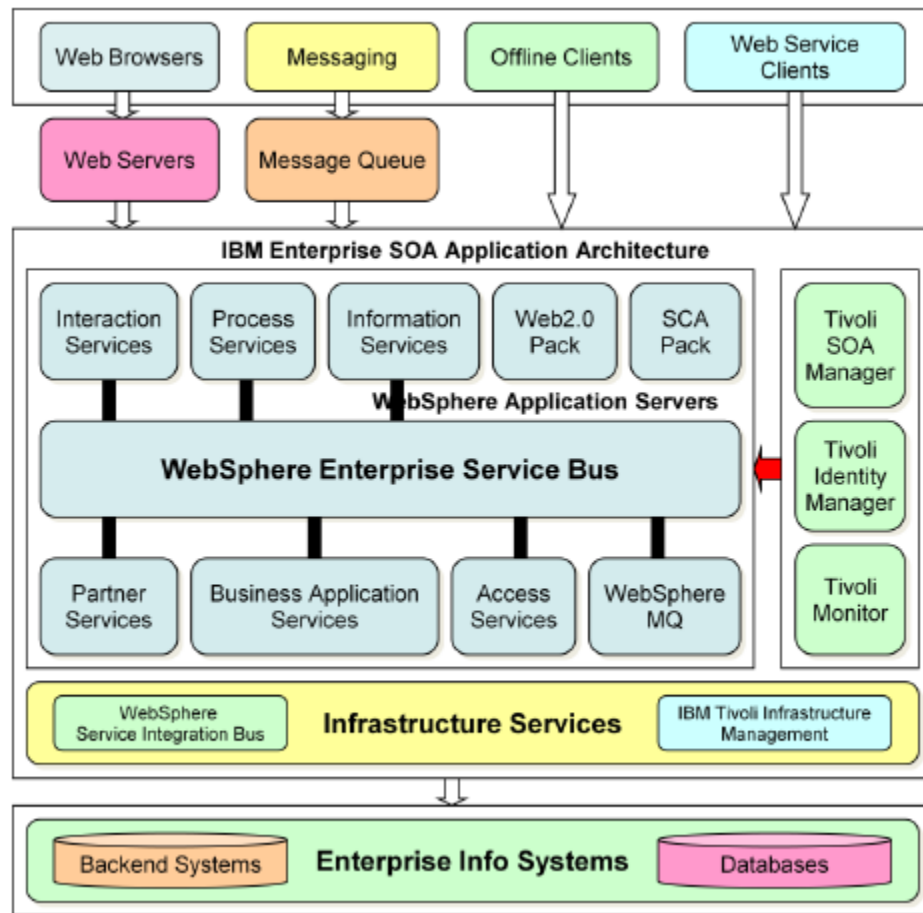 Web Browsers
Messaging
Offline Clients
Web Service
Clients
Web Servers
Message Queue
IBM Enterprise SOA Application Architecture
Interaction
Services
Process
Services
Information
Services
Web2.0
Pack
SCA
Pack
Tivoli
SOA
Manager
WebSphere Application Servers
WebSphere Enterprise Service Bus
Tivoli
Identity
Manager
Partner
Services
Business Application
Services
Access
Services
WebSphere
MQ
Tivoli
Monitor
WebSphere
Service Integration Bus
Infrastructure Services
IBM Tivoli Infrastructure
Management
Backend Systems
Enterprise Info Systems
Databases